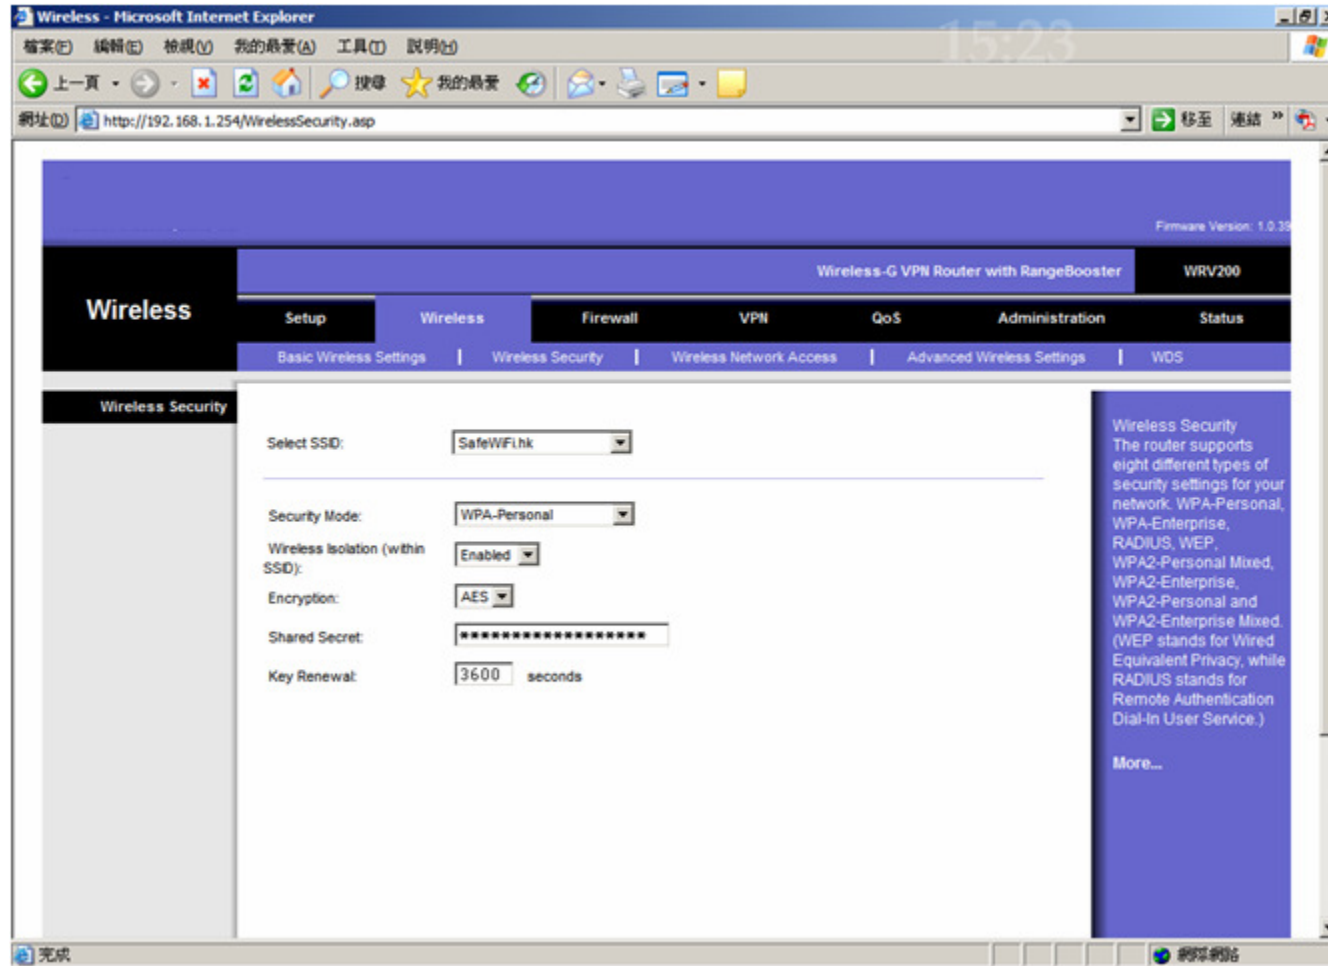 Wireless - Microsoft Internet Explorer
檔案(F) 編輯(E) 檢視(V) 我的最愛(A) 工具(T) 說明(H)
15:23
上一頁 搜尋 我的最愛
網址(D) http://192.168.1.254/WirelessSecurity.asp 移至 連結 »
Firmware Version: 1.0.39
Wireless-G VPN Router with RangeBooster WRV200
Wireless
Setup Wireless Firewall VPN QoS Administration Status
Basic Wireless Settings | Wireless Security | Wireless Network Access | Advanced Wireless Settings | WDS
Wireless Security
Select SSID: SafeWiFi.hk
Security Mode: WPA-Personal
Wireless Isolation (within
SSID): Enabled
Encryption: AES
Shared Secret: ******************
Key Renewal: 3600 seconds
Wireless Security
The router supports
eight different types of
security settings for your
network. WPA-Personal,
WPA-Enterprise,
RADIUS, WEP,
WPA2-Personal Mixed,
WPA2-Enterprise,
WPA2-Personal and
WPA2-Enterprise Mixed.
(WEP stands for Wired
Equivalent Privacy, while
RADIUS stands for
Remote Authentication
Dial-In User Service.)
More...
完成 網際網路